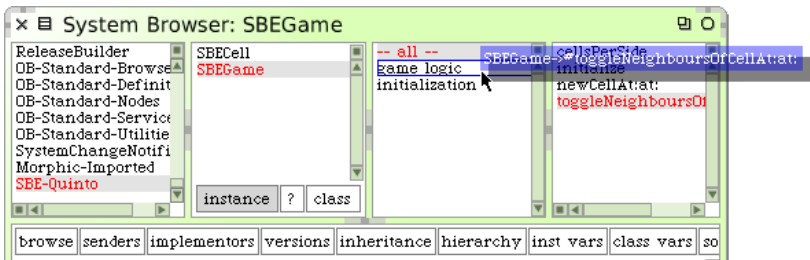 System Browser: SBEGame
ReleaseBuilder
OB-Standard-Browse
OB-Standard-Definit
OB-Standard-Nodes
OB-Standard-Service
OB-Standard-Utilitie
SystemChangeNotifi
Morphic-Imported
SBE-Quinto
SBECell
SBEGame
instance ? class
-- all --
game logic
initialization
SBEGame->#toggleNeighboursOfCellAt:at:
cellsPerSide
initialize
newCellAt:at:
toggleNeighboursOf
browse senders implementors versions inheritance hierarchy inst vars class vars so